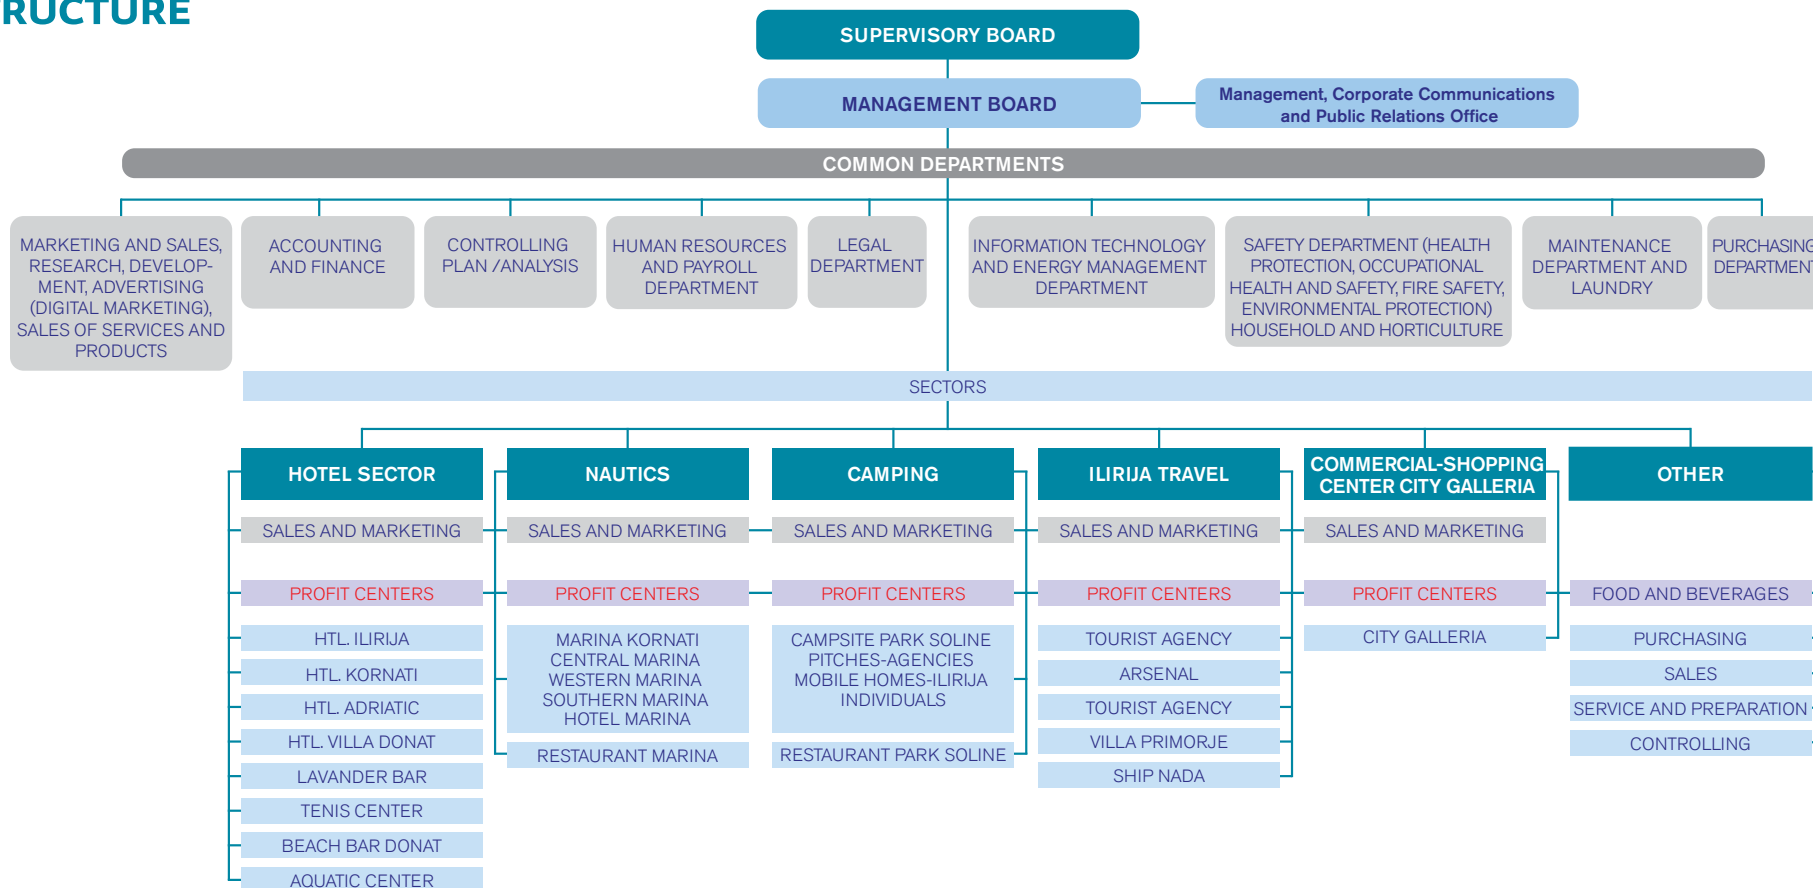 SUPERVISORY BOARD
MANAGEMENT BOARD
Management, Corporate Communications
and Public Relations Office
COMMON DEPARTMENTS
MARKETING AND SALES,
RESEARCH, DEVELOP-
MENT, ADVERTISING
(DIGITAL MARKETING),
SALES OF SERVICES AND
PRODUCTS
ACCOUNTING
AND FINANCE
CONTROLLING
PLAN /ANALYSIS
HUMAN RESOURCES
AND PAYROLL
DEPARTMENT
LEGAL
DEPARTMENT
INFORMATION TECHNOLOGY
AND ENERGY MANAGEMENT
DEPARTMENT
SAFETY DEPARTMENT (HEALTH
PROTECTION, OCCUPATIONAL
HEALTH AND SAFETY, FIRE SAFETY,
ENVIRONMENTAL PROTECTION)
HOUSEHOLD AND HORTICULTURE
MAINTENANCE
DEPARTMENT AND
LAUNDRY
PURCHASING
DEPARTMENT
SECTORS
HOTEL SECTOR
SALES AND MARKETING
PROFIT CENTERS
HTL. ILIRIJA
HTL. KORNATI
HTL. ADRIATIC
HTL. VILLA DONAT
LAVANDER BAR
TENIS CENTER
BEACH BAR DONAT
AQUATIC CENTER
NAUTICS
SALES AND MARKETING
PROFIT CENTERS
MARINA KORNATI
CENTRAL MARINA
WESTERN MARINA
SOUTHERN MARINA
HOTEL MARINA
RESTAURANT MARINA
CAMPING
SALES AND MARKETING
PROFIT CENTERS
CAMPSITE PARK SOLINE
PITCHES-AGENCIES
MOBILE HOMES-ILIRIJA
INDIVIDUALS
RESTAURANT PARK SOLINE
ILIRIJA TRAVEL
SALES AND MARKETING
PROFIT CENTERS
TOURIST AGENCY
ARSENAL
TOURIST AGENCY
VILLA PRIMORJE
SHIP NADA
COMMERCIAL-SHOPPING
CENTER CITY GALLERIA
SALES AND MARKETING
PROFIT CENTERS
CITY GALLERIA
OTHER
FOOD AND BEVERAGES
PURCHASING
SALES
SERVICE AND PREPARATION
CONTROLLING